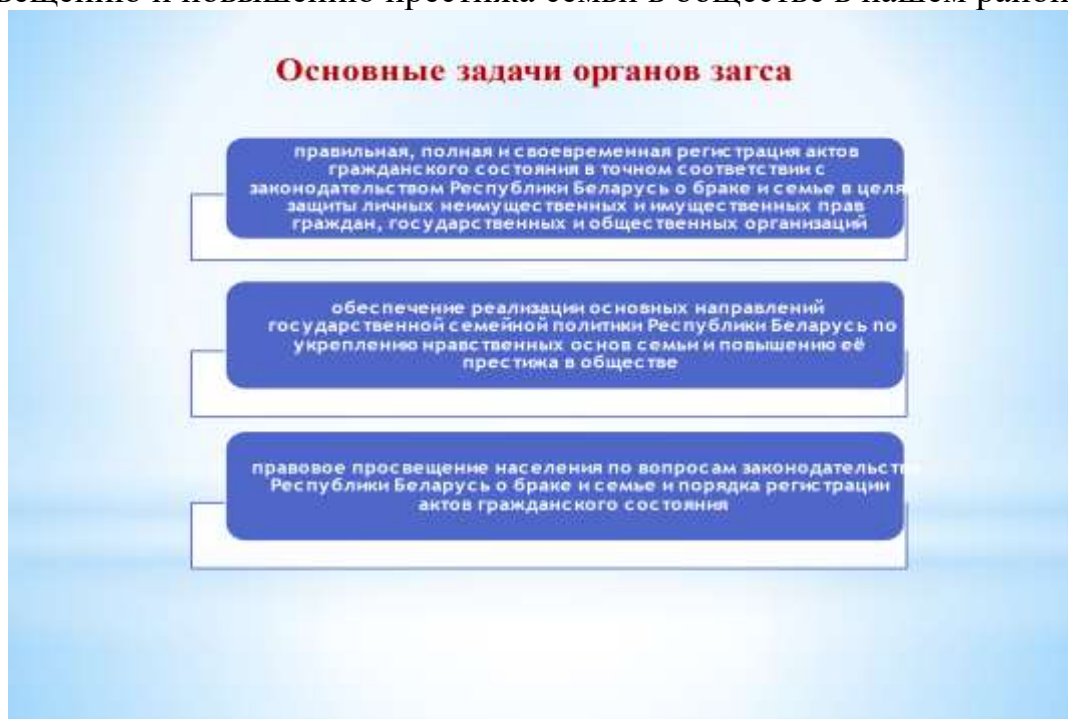 вещению и повышению престижа семьи в обществе в нашем район
Основные задачи органов загса
правильная, полная и своевременная регистрация актов
гражданского состояния в точном соответствии с
законодательством Республики Беларусь о браке и семье в целя
защиты личных неимущественных и имущественных прав
граждан, государственных и общественных организаций
обеспечение реализации основных направлений
государственной семейной политики Республики Беларусь по
укреплению нравственных основ семьи и повышению её
престижа в обществе
правовое просвещение населения по вопросам законодательст
Республики Беларусь о браке и семье и порядка регистрации
актов гражданского состояния